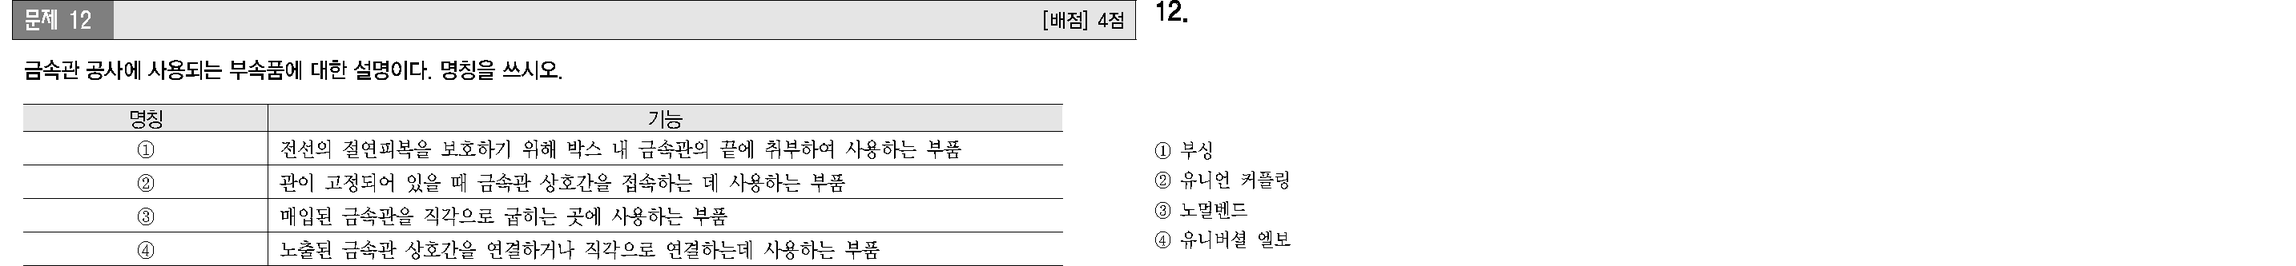 문제 12 [배점] 4점
금속관 공사에 사용되는 부속품에 대한 설명이다. 명칭을 쓰시오.
명칭 기능
① 전선의 절연피복을 보호하기 위해 박스 내 금속관의 끝에 취부하여 사용하는 부품
② 관이 고정되어 있을 때 금속관 상호간을 접속하는 데 사용하는 부품
③ 매입된 금속관을 직각으로 굽히는 곳에 사용하는 부품
④ 노출된 금속관 상호간을 연결하거나 직각으로 연결하는데 사용하는 부품
12.
① 부싱
② 유니언 커플링
③ 노멀벤드
④ 유니버셜 엘보